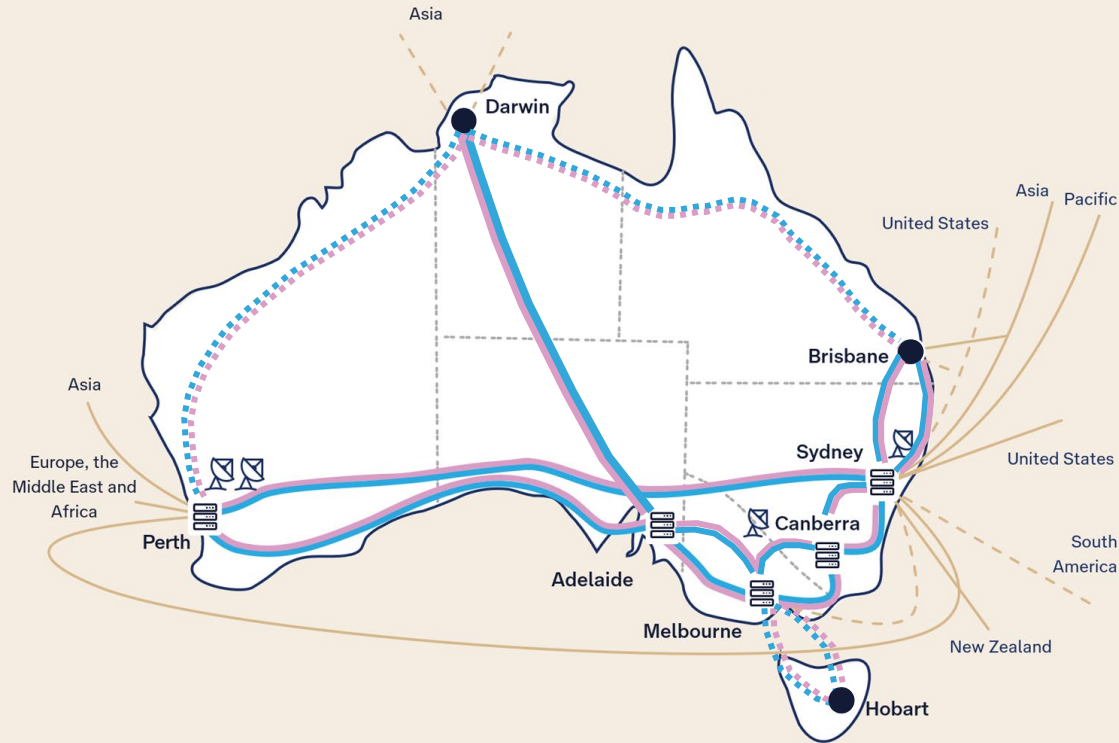 Asia
Darwin
Asia
Pacific
United States
Brisbane
Asia
Sydney
United States
Europe, the
Middle East and
Africa
Perth
Canberra
South
America
Adelaide
Melbourne
New Zealand
Hobart